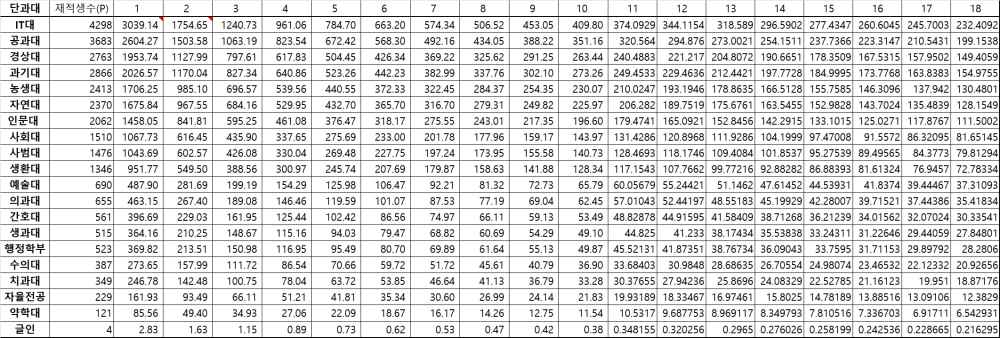 단과대 재적생수(P) 1 2 3 4 5 6 7 8 9 10 11 12 13 14 15 16 17 18
IT대 4298 3039.14 1754.65 1240.73 961.06 784.70 663.20 574.34 506.52 453.05 409.80 374.0929 344.1154 318.589 296.5902 277.4347 260.6045 245.7003 232.4092
공과대 3683 2604.27 1503.58 1063.19 823.54 672.42 568.30 492.16 434.05 388.22 351.16 320.564 294.876 273.0021 254.1511 237.7366 223.3147 210.5431 199.1538
경상대 2763 1953.74 1127.99 797.61 617.83 504.45 426.34 369.22 325.62 291.25 263.44 240.4883 221.217 204.8072 190.6651 178.3509 167.5315 157.9502 149.4059
과기대 2866 2026.57 1170.04 827.34 640.86 523.26 442.23 382.99 337.76 302.10 273.26 249.4533 229.4636 212.4421 197.7728 184.9995 173.7768 163.8383 154.9755
농생대 2413 1706.25 985.10 696.57 539.56 440.55 372.33 322.45 284.37 254.35 230.07 210.0247 193.1946 178.8635 166.5128 155.7585 146.3096 137.942 130.4801
자연대 2370 1675.84 967.55 684.16 529.95 432.70 365.70 316.70 279.31 249.82 225.97 206.282 189.7519 175.6761 163.5455 152.9828 143.7024 135.4839 128.1549
인문대 2062 1458.05 841.81 595.25 461.08 376.47 318.17 275.55 243.01 217.35 196.60 179.4741 165.0921 152.8456 142.2915 133.1015 125.0271 117.8767 111.5002
사회대 1510 1067.73 616.45 435.90 337.65 275.69 233.00 201.78 177.96 159.17 143.97 131.4286 120.8968 111.9286 104.1999 97.47008 91.5572 86.32095 81.65145
사범대 1476 1043.69 602.57 426.08 330.04 269.48 227.75 197.24 173.95 155.58 140.73 128.4693 118.1746 109.4084 101.8537 95.27539 89.49565 84.3773 79.81294
생환대 1346 951.77 549.50 388.56 300.97 245.74 207.69 179.87 158.63 141.88 128.34 117.1543 107.7662 99.77216 92.88282 86.88393 81.61324 76.9457 72.78334
예술대 690 487.90 281.69 199.19 154.29 125.98 106.47 92.21 81.32 72.73 65.79 60.05679 55.24421 51.1462 47.61452 44.53931 41.8374 39.44467 37.31093
의과대 655 463.15 267.40 189.08 146.46 119.59 101.07 87.53 77.19 69.04 62.45 57.01043 52.44197 48.55183 45.19929 42.28007 39.71521 37.44386 35.41834
간호대 561 396.69 229.03 161.95 125.44 102.42 86.56 74.97 66.11 59.13 53.49 48.82878 44.91595 41.58409 38.71268 36.21239 34.01562 32.07024 30.33541
생과대 515 364.16 210.25 148.67 115.16 94.03 79.47 68.82 60.69 54.29 49.10 44.825 41.233 38.17434 35.53838 33.24311 31.22646 29.44059 27.84801
행정학부 523 369.82 213.51 150.98 116.95 95.49 80.70 69.89 61.64 55.13 49.87 45.52131 41.87351 38.76734 36.09043 33.7595 31.71153 29.89792 28.2806
수의대 387 273.65 157.99 111.72 86.54 70.66 59.72 51.72 45.61 40.79 36.90 33.68403 30.9848 28.68635 26.70554 24.98074 23.46532 22.12332 20.92656
치과대 349 246.78 142.48 100.75 78.04 63.72 53.85 46.64 41.13 36.79 33.28 30.37655 27.94236 25.8696 24.08329 22.52785 21.16123 19.951 18.87176
자율전공 229 161.93 93.49 66.11 51.21 41.81 35.34 30.60 26.99 24.14 21.83 19.93189 18.33467 16.97461 15.8025 14.78189 13.88516 13.09106 12.3829
약학대 121 85.56 49.40 34.93 27.06 22.09 18.67 16.17 14.26 12.75 11.54 10.5317 9.687753 8.969117 8.349793 7.810516 7.336703 6.91711 6.542931
글인 4 2.83 1.63 1.15 0.89 0.73 0.62 0.53 0.47 0.42 0.38 0.348155 0.320256 0.2965 0.276026 0.258199 0.242536 0.228665 0.216295